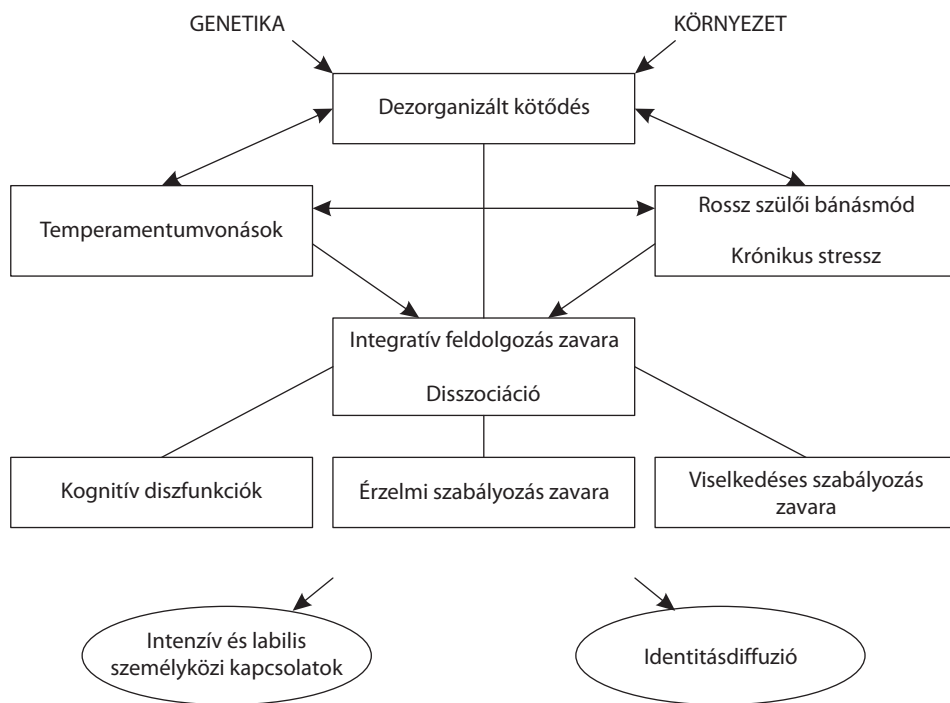 GENETIKA
KÖRNYEZET
Dezorganizált kötődés
Temperamentumvonások
Rossz szülői bánásmód
Krónikus stressz
Integratív feldolgozás zavara
Disszociáció
Kognitív diszfunkciók
Érzelmi szabályozás zavara
Viselkedéses szabályozás
zavara
Intenzív és labilis
személyközi kapcsolatok
Identitásdiffuzió